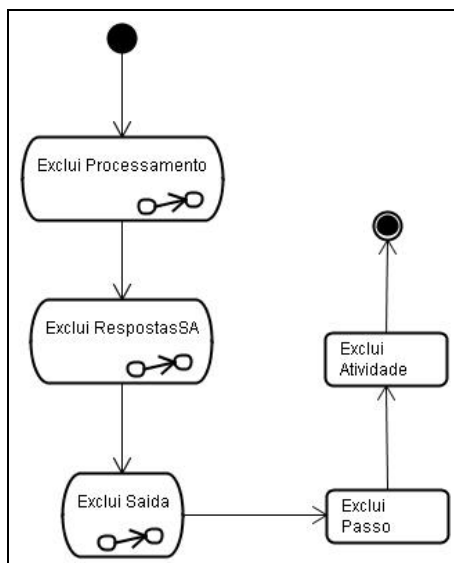 Exclui Processamento
Exclui RespostasSA
Exclui Saida
Exclui
Passo
Exclui
Atividade